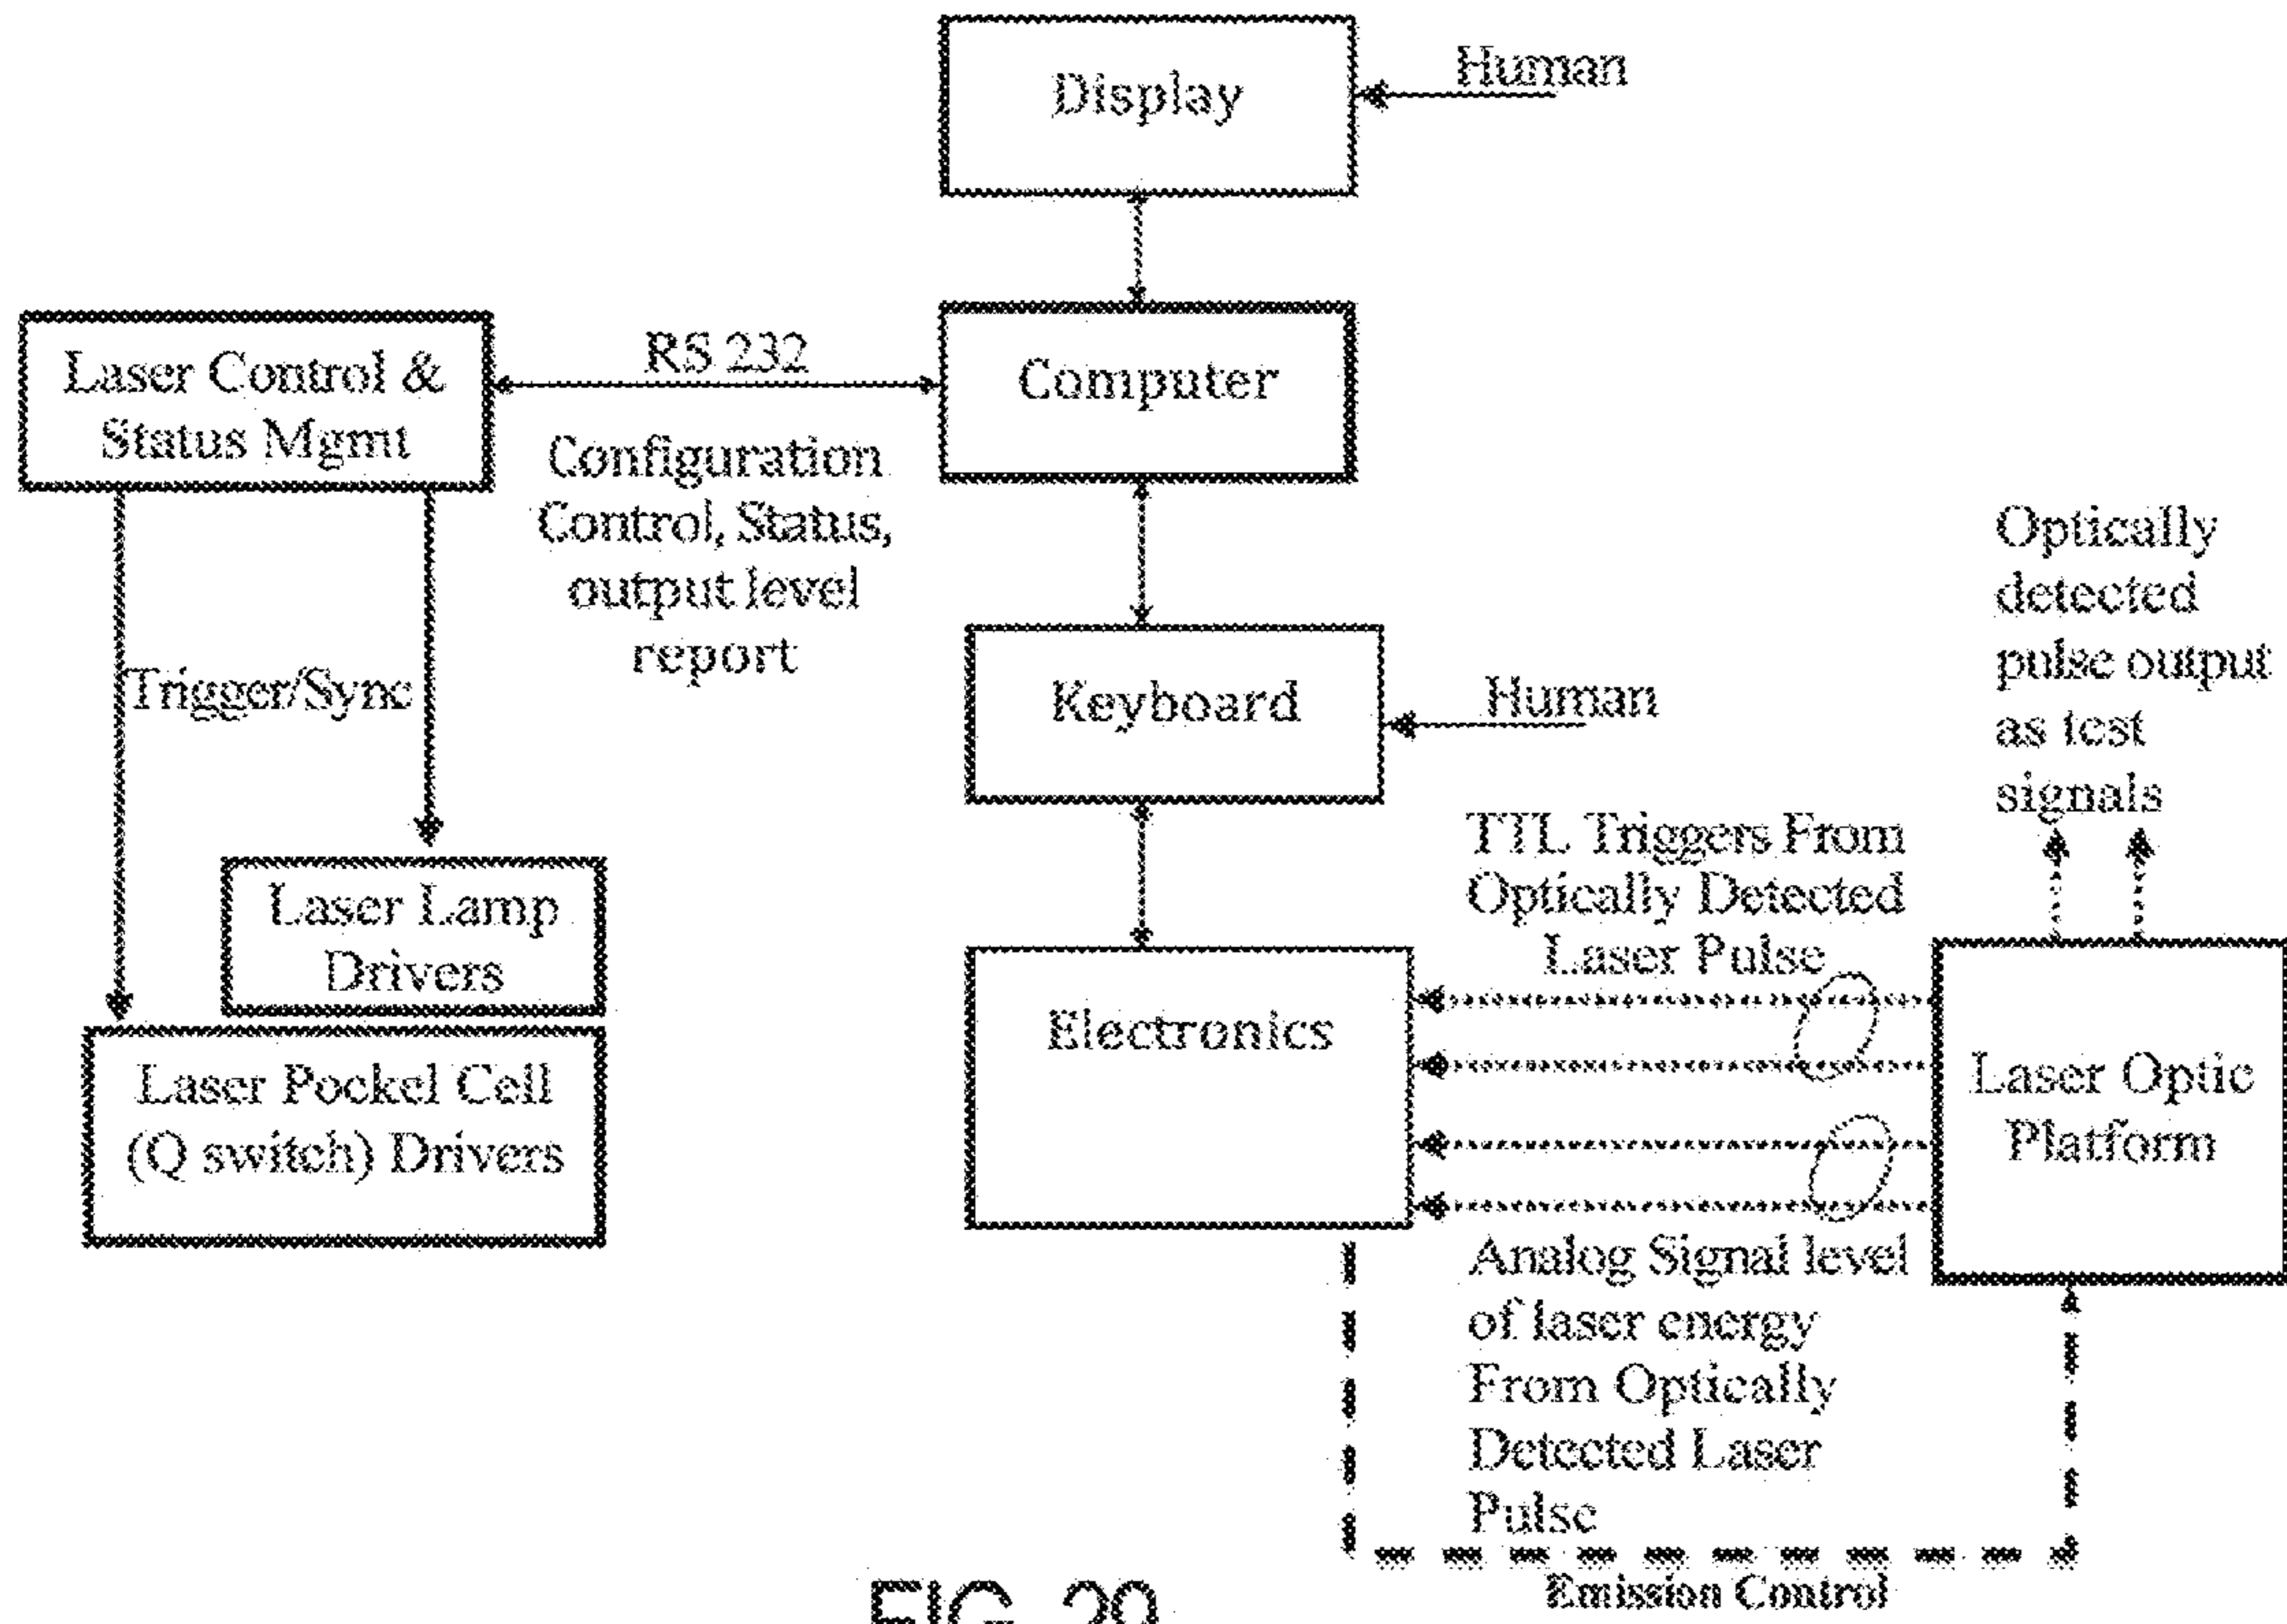 Display
Human
Laser Control &
Status Mgmt
RS 232
Computer
Configuration
Control, Status,
output level
report
Trigger/Sync
Keyboard
Human
Optically
detected
pulse output
as test
signals
Laser Lamp
Drivers
Laser Pockel Cell
(Q switch) Drivers
Electronics
TTL Triggers From
Optically Detected
Laser Pulse
Laser Optic
Platform
Analog Signal level
of laser energy
From Optically
Detected Laser
Pulse
Emission Control
FIG. 29